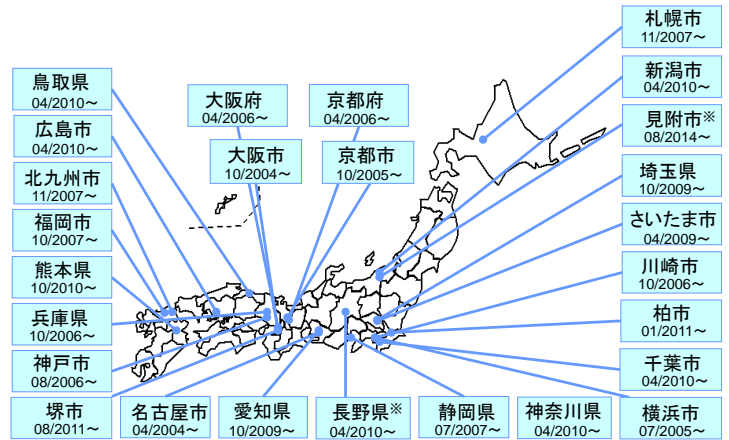 札幌市
11/2007～
新潟市
04/2010～
見附市※
08/2014～
埼玉県
10/2009～
さいたま市
04/2009～
川崎市
10/2006～
柏市
01/2011～
千葉市
04/2010～
横浜市
07/2005～
鳥取県
04/2010～
広島市
04/2010～
北九州市
11/2007～
福岡市
10/2007～
熊本県
10/2010～
兵庫県
10/2006～
神戸市
08/2006～
堺市
08/2011～
大阪府
04/2006～
京都府
04/2006～
大阪市
10/2004～
京都市
10/2005～
名古屋市
04/2004～
愛知県
10/2009～
長野県※
04/2010～
静岡県
07/2007～
神奈川県
04/2010～